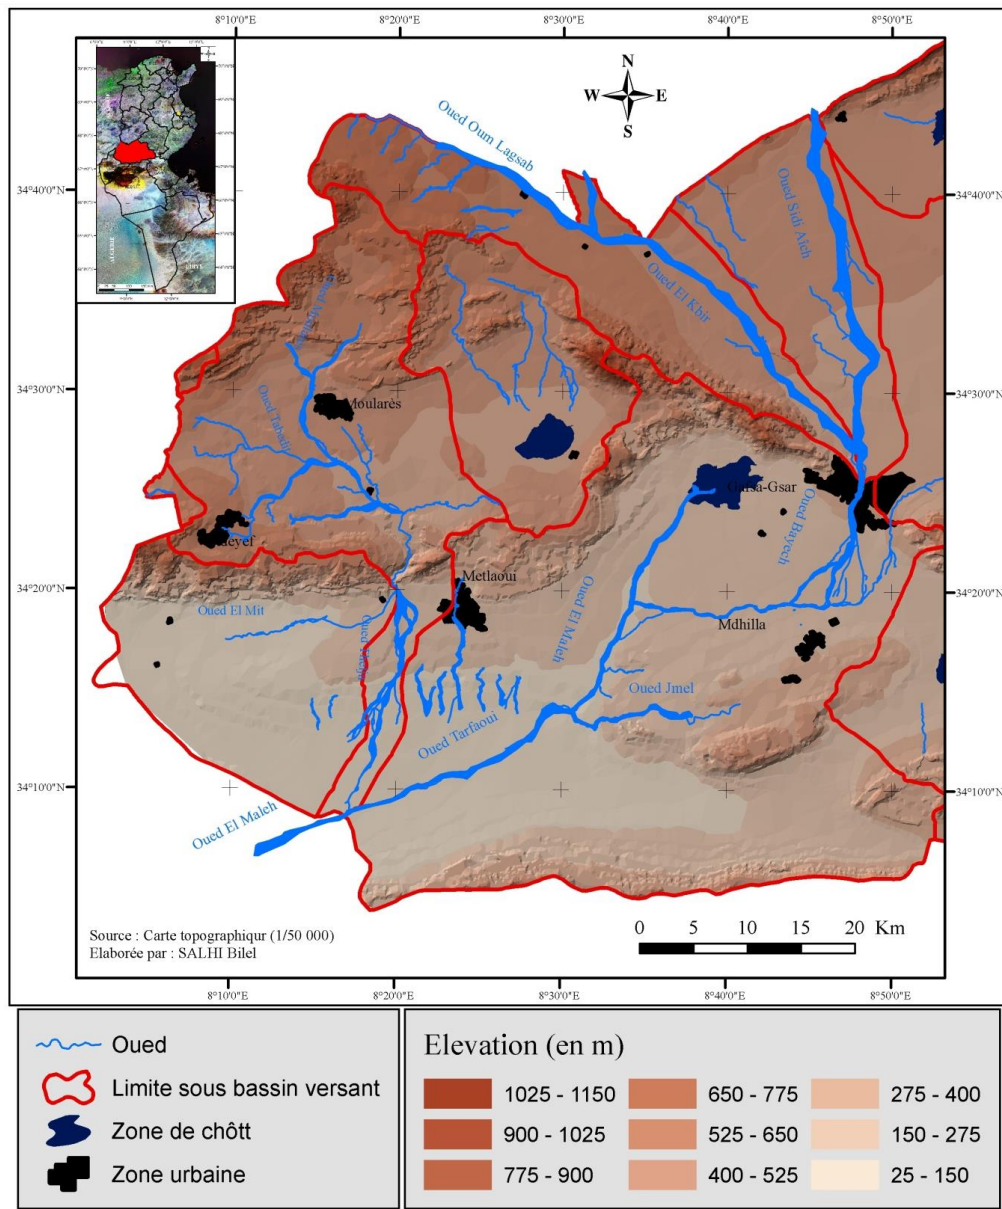 8°10'0"E
8°20'0"E
8°30'0"E
8°40'0"E
8°50'0"E
N
W
E
S
Oued Oum Lagsab
Oued Sidi Aïch
34°40'0"N
34°40'0"N
Oued El Kbir
34°30'0"N
34°30'0"N
Oued Tabadit
Moulares
Gafsa-Gsar
Oued Bayech
34°20'0"N
34°20'0"N
Metlaoui
Oued El Mit
Oued El Maleh
Mdhilla
Oued Jmel
Oued Tarfaoui
34°10'0"N
34°10'0"N
Oued El Maleh
Source : Carte topographiqur (1/50 000)
Elaborée par : SALHI Bilel
0 5 10 15 20 Km
8°10'0"E
8°20'0"E
8°30'0"E
8°40'0"E
8°50'0"E
Oued
Limite sous bassin versant
Zone de chôtt
Zone urbaine
Elevation (en m)
1025 - 1150
900 - 1025
775 - 900
650 - 775
525 - 650
400 - 525
275 - 400
150 - 275
25 - 150